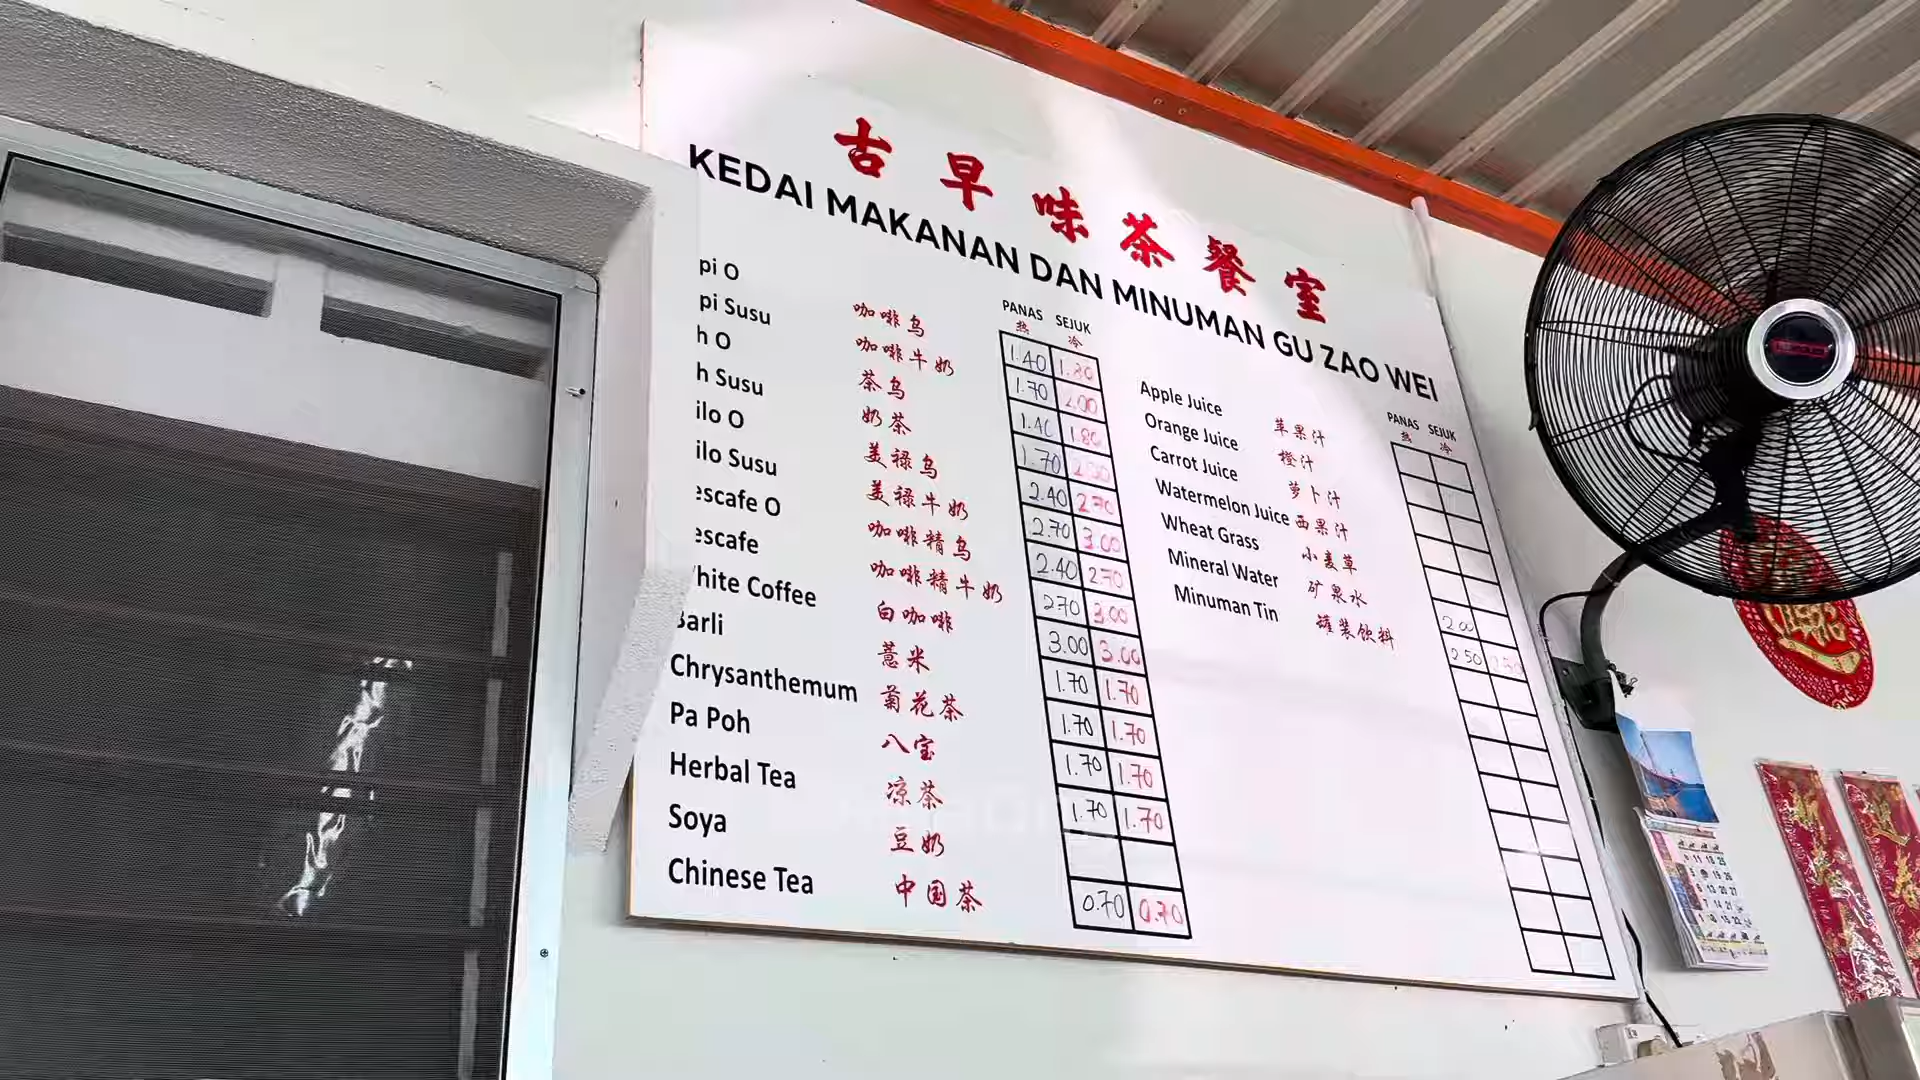 古早味茶餐室
KEDAI MAKANAN DAN MINUMAN GU ZAO WEI
PANAS SEJUK
热 冷
pi O 咖啡乌 1.40 1.80
pi Susu 咖啡牛奶 1.70 2.00
h O 茶乌 1.40 1.80
h Susu 奶茶 1.70 2.00
ilo O 美禄乌 2.40 2.70
ilo Susu 美禄牛奶 2.70 3.00
escafe O 咖啡精乌 2.40 2.70
escafe 咖啡精牛奶 2.70 3.00
hite Coffee 白咖啡 3.00 3.00
Barli 薏米 1.70 1.70
Chrysanthemum 菊花茶 1.70 1.70
Pa Poh 八宝 1.70 1.70
Herbal Tea 凉茶 1.70 1.70
Soya 豆奶
Chinese Tea 中国茶 0.70 0.70
PANAS SEJUK
热 冷
Apple Juice 苹果汁
Orange Juice 橙汁
Carrot Juice 萝卜汁
Watermelon Juice 西果汁
Wheat Grass 小麦草
Mineral Water 矿泉水 2.00
Minuman Tin 罐装饮料 2.50 2.50